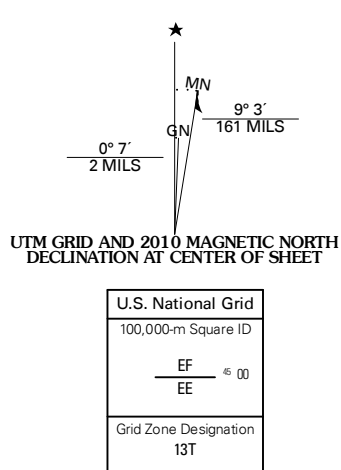 ★
MN
9° 3´
161 MILS
GN
0° 7´
2 MILS
UTM GRID AND 2010 MAGNETIC NORTH
DECLINATION AT CENTER OF SHEET
U.S. National Grid
100,000-m Square ID
EF
45 00
EE
Grid Zone Designation
13T